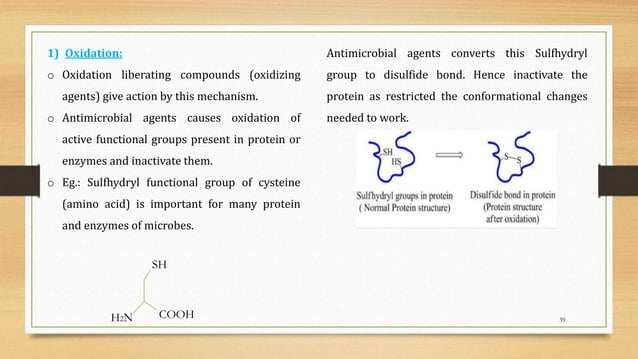 1) Oxidation:
o Oxidation liberating compounds (oxidizing
agents) give action by this mechanism.
o Antimicrobial agents causes oxidation of
active functional groups present in protein or
enzymes and inactivate them.
o Eg.: Sulfhydryl functional group of cysteine
(amino acid) is important for many protein
and enzymes of microbes.
SH
H2N
COOH
Antimicrobial agents converts this Sulfhydryl
group to disulfide bond. Hence inactivate the
protein as restricted the conformational changes
needed to work.
SH
HS
S—S
Sulfhydryl groups in protein
( Normal Protein structure)
Disulfide bond in protein
(Protein structure
after oxidation)
39